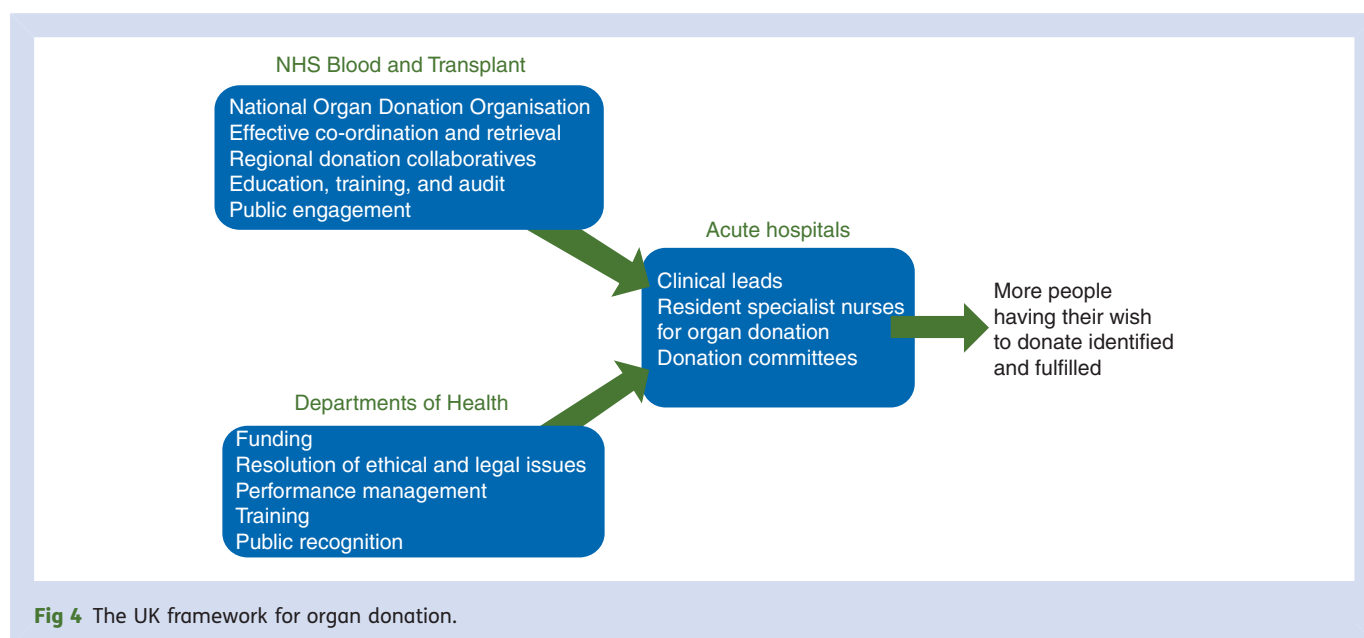 NHS Blood and Transplant
National Organ Donation Organisation
Effective co-ordination and retrieval
Regional donation collaboratives
Education, training, and audit
Public engagement
Acute hospitals
Clinical leads
Resident specialist nurses
for organ donation
Donation committees
More people
having their wish
to donate identified
and fulfilled
Departments of Health
Funding
Resolution of ethical and legal issues
Performance management
Training
Public recognition
Fig 4 The UK framework for organ donation.